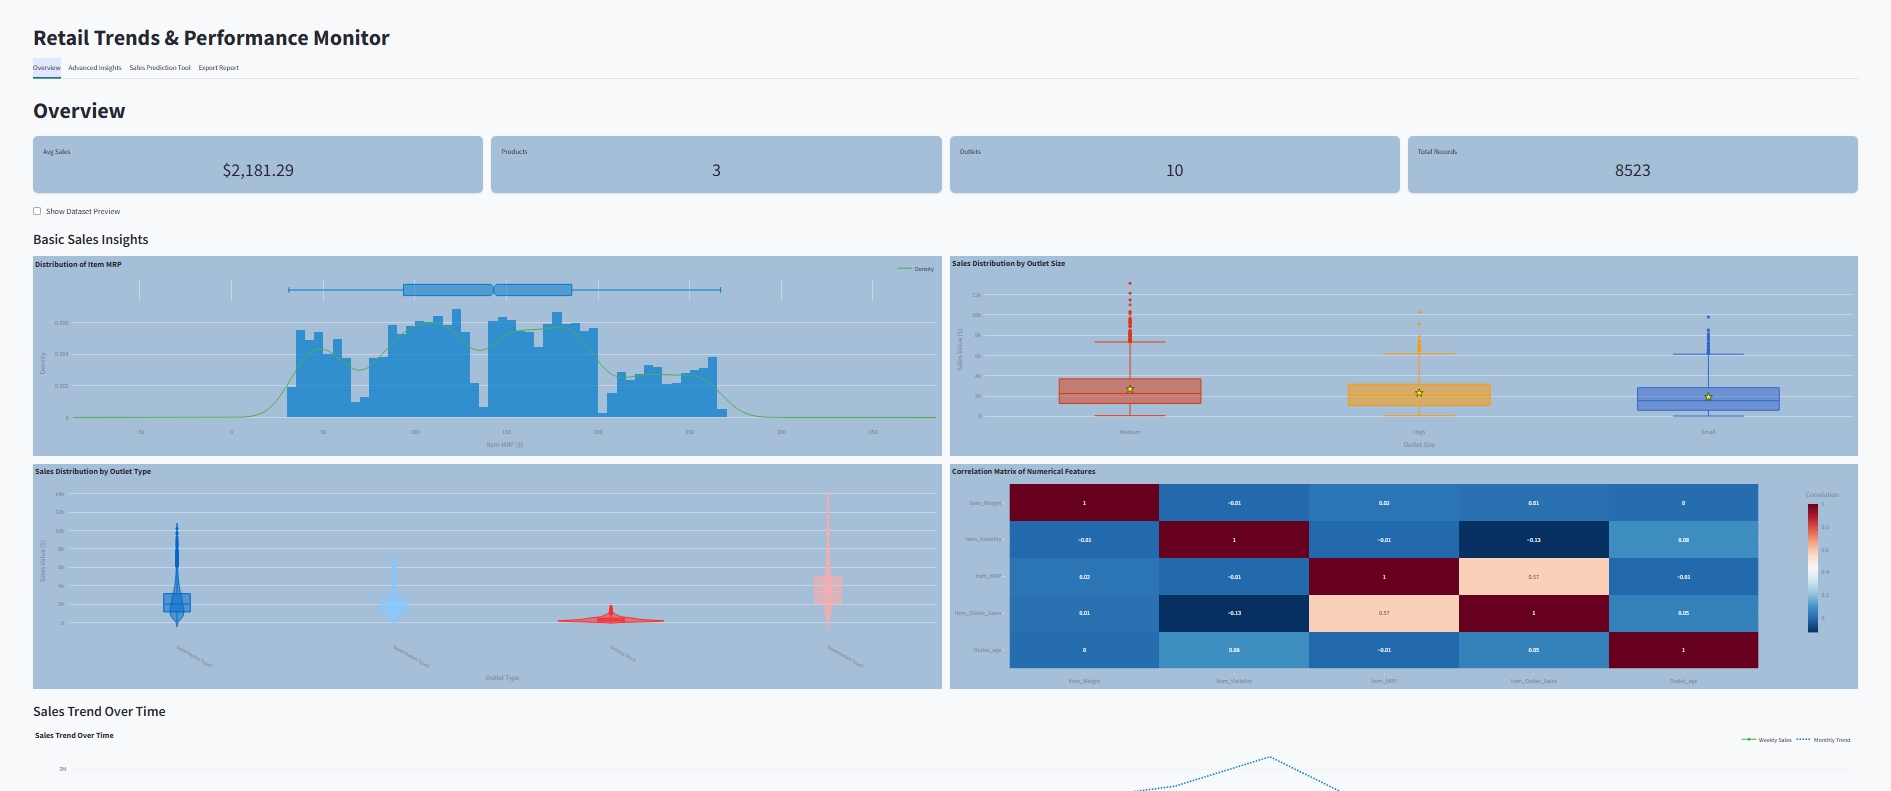 Retail Trends & Performance Monitor
Overview Advanced Insights Sales Prediction Tool Export Report
Overview
Avg Sales
$2,181.29
Products
3
Outlets
10
Total Records
8523
Show Dataset Preview
Basic Sales Insights
Distribution of Item MRP
Density
0.006
0.004
0.002
0
Density
-50 0 50 100 150 200 250 300 350
Item MRP ($)
Sales Distribution by Outlet Size
12k
10k
8k
6k
4k
2k
0
Sales Value ($)
Medium High Small
Outlet Size
Sales Distribution by Outlet Type
14k
12k
10k
8k
6k
4k
2k
0
Sales Value ($)
Supermarket Type1
Grocery Store
Outlet Type
Correlation Matrix of Numerical Features
Item_Weight 1 −0.01 0.02 0.01 0
Item_Visibility −0.01 1 −0.01 −0.13 0.08
Item_MRP 0.02 −0.01 1 0.57 −0.01
Item_Outlet_Sales 0.01 −0.13 0.57 1 0.05
Outlet_age 0 0.08 −0.01 0.05 1
Item_Weight Item_Visibility Item_MRP Item_Outlet_Sales Outlet_age
Correlation
1
0.8
0.6
0.4
0.2
0
Sales Trend Over Time
Sales Trend Over Time
Weekly Sales Monthly Trend
2M